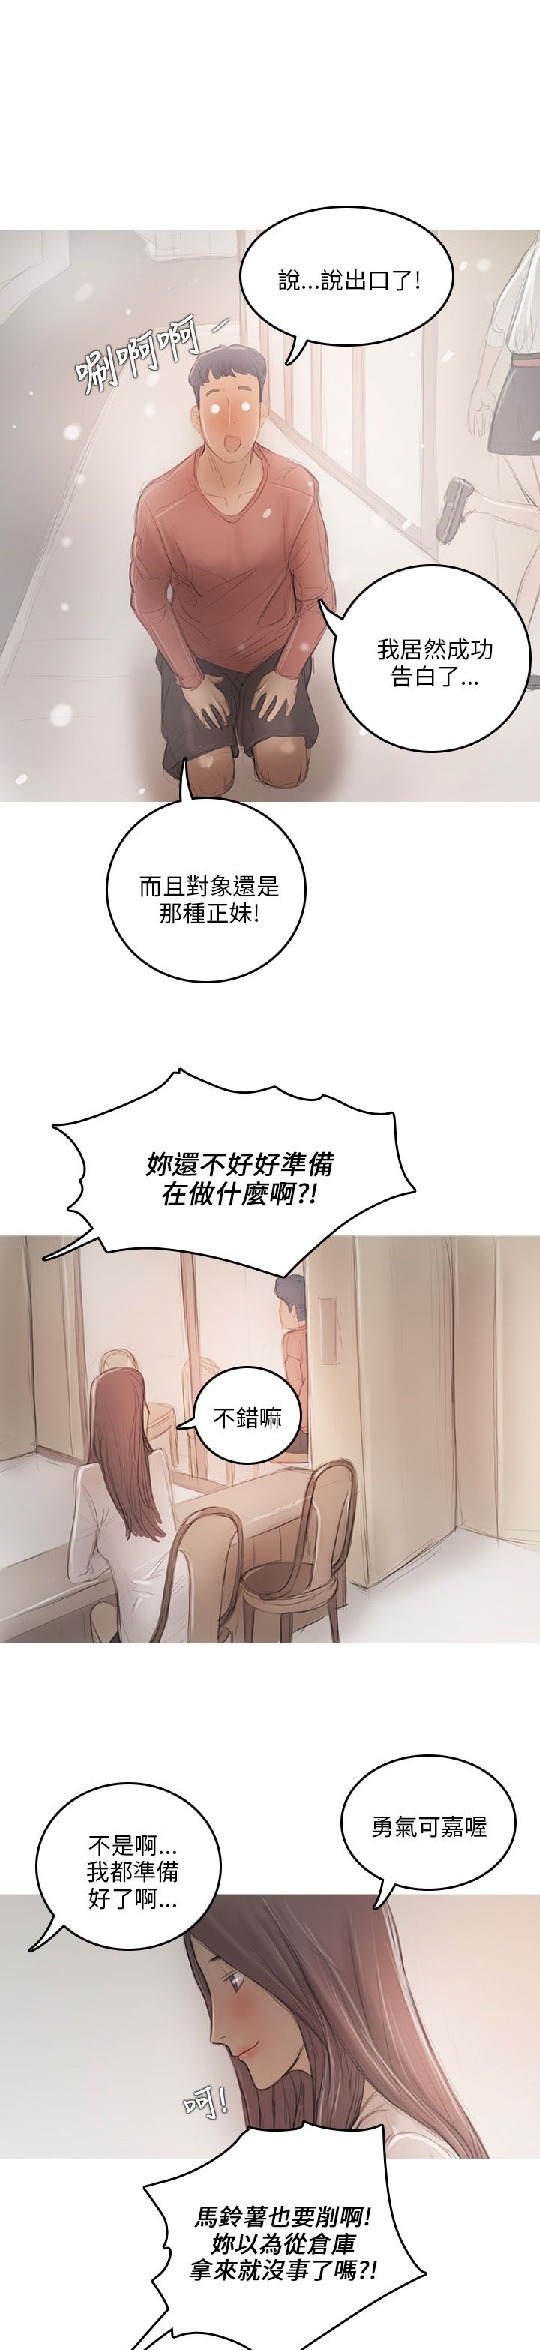 說...說出口了!
唰啊啊-
我居然成功
告白了...
而且對象還是
那種正妹!
妳還不好好準備
在做什麼啊?!
不錯嘛
勇氣可嘉喔
不是啊...
我都準備
好了啊...
呵!
馬鈴薯也要削啊!
妳以為從倉庫
拿來就沒事了嗎?!